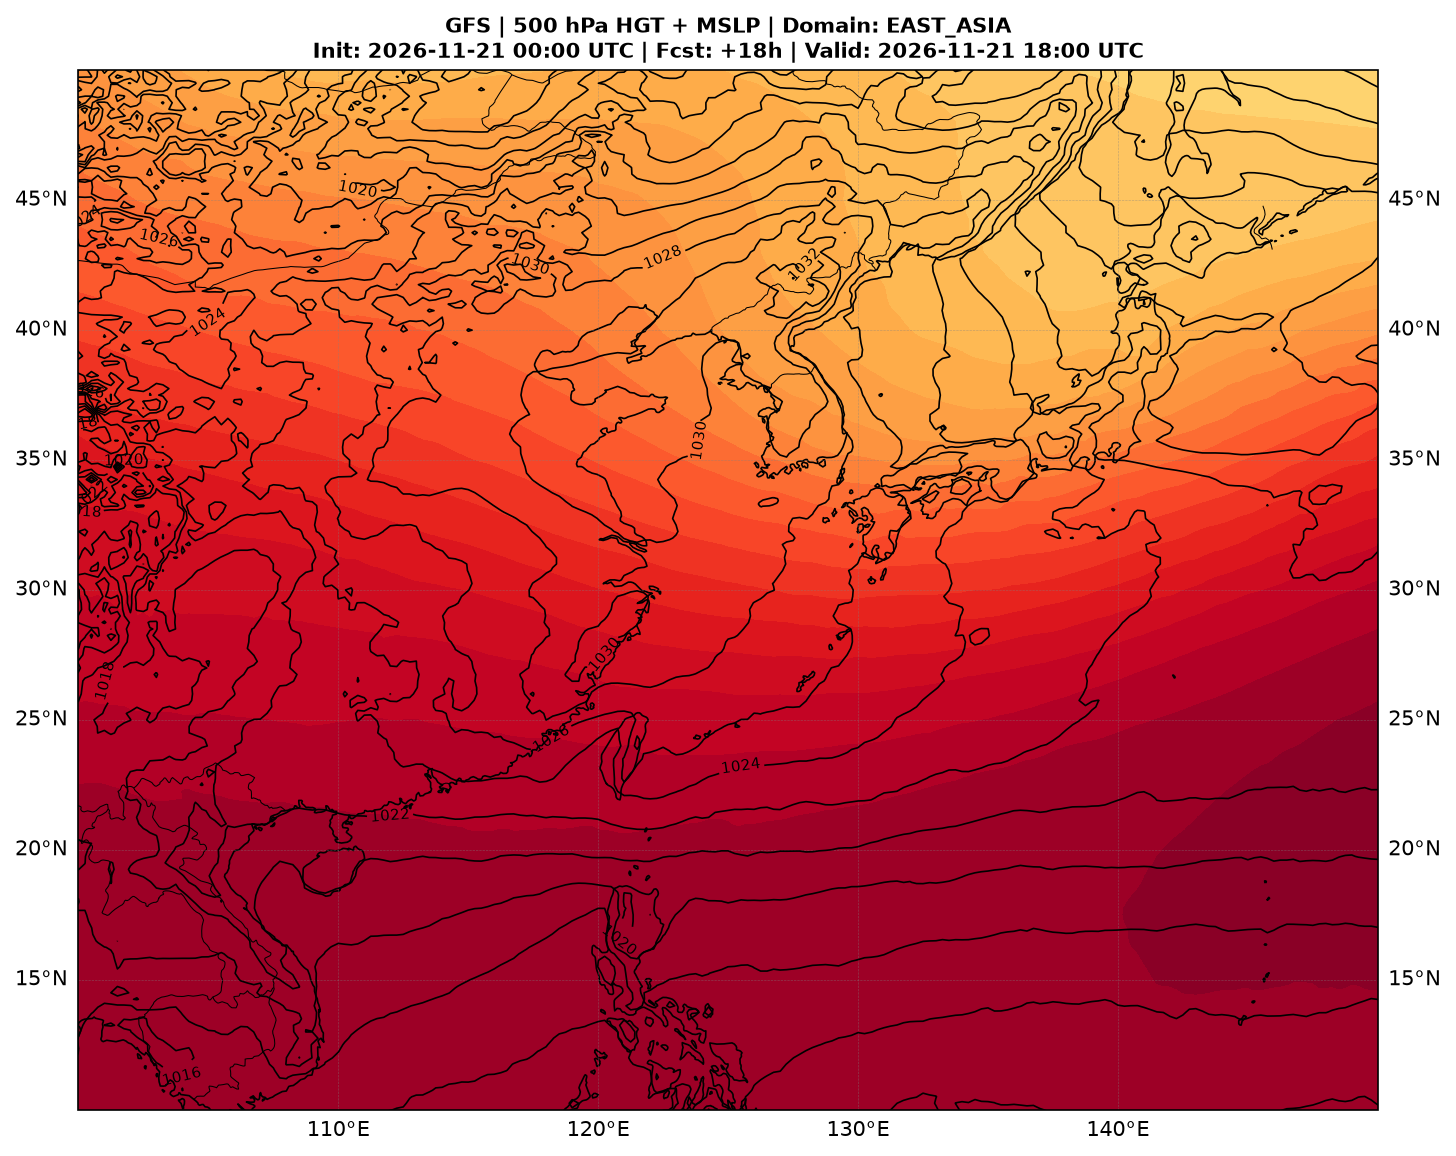 GFS | 500 hPa HGT + MSLP | Domain: EAST_ASIA
Init: 2026-11-21 00:00 UTC | Fcst: +18h | Valid: 2026-11-21 18:00 UTC
1020
45°N 45°N
1026
1028
1030
1032
1024
40°N 40°N
1030
35°N 1020 35°N
30°N 30°N
1030
1018
25°N 25°N
1026
1024
1022
20°N 20°N
1020
15°N 15°N
1016
110°E 120°E 130°E 140°E